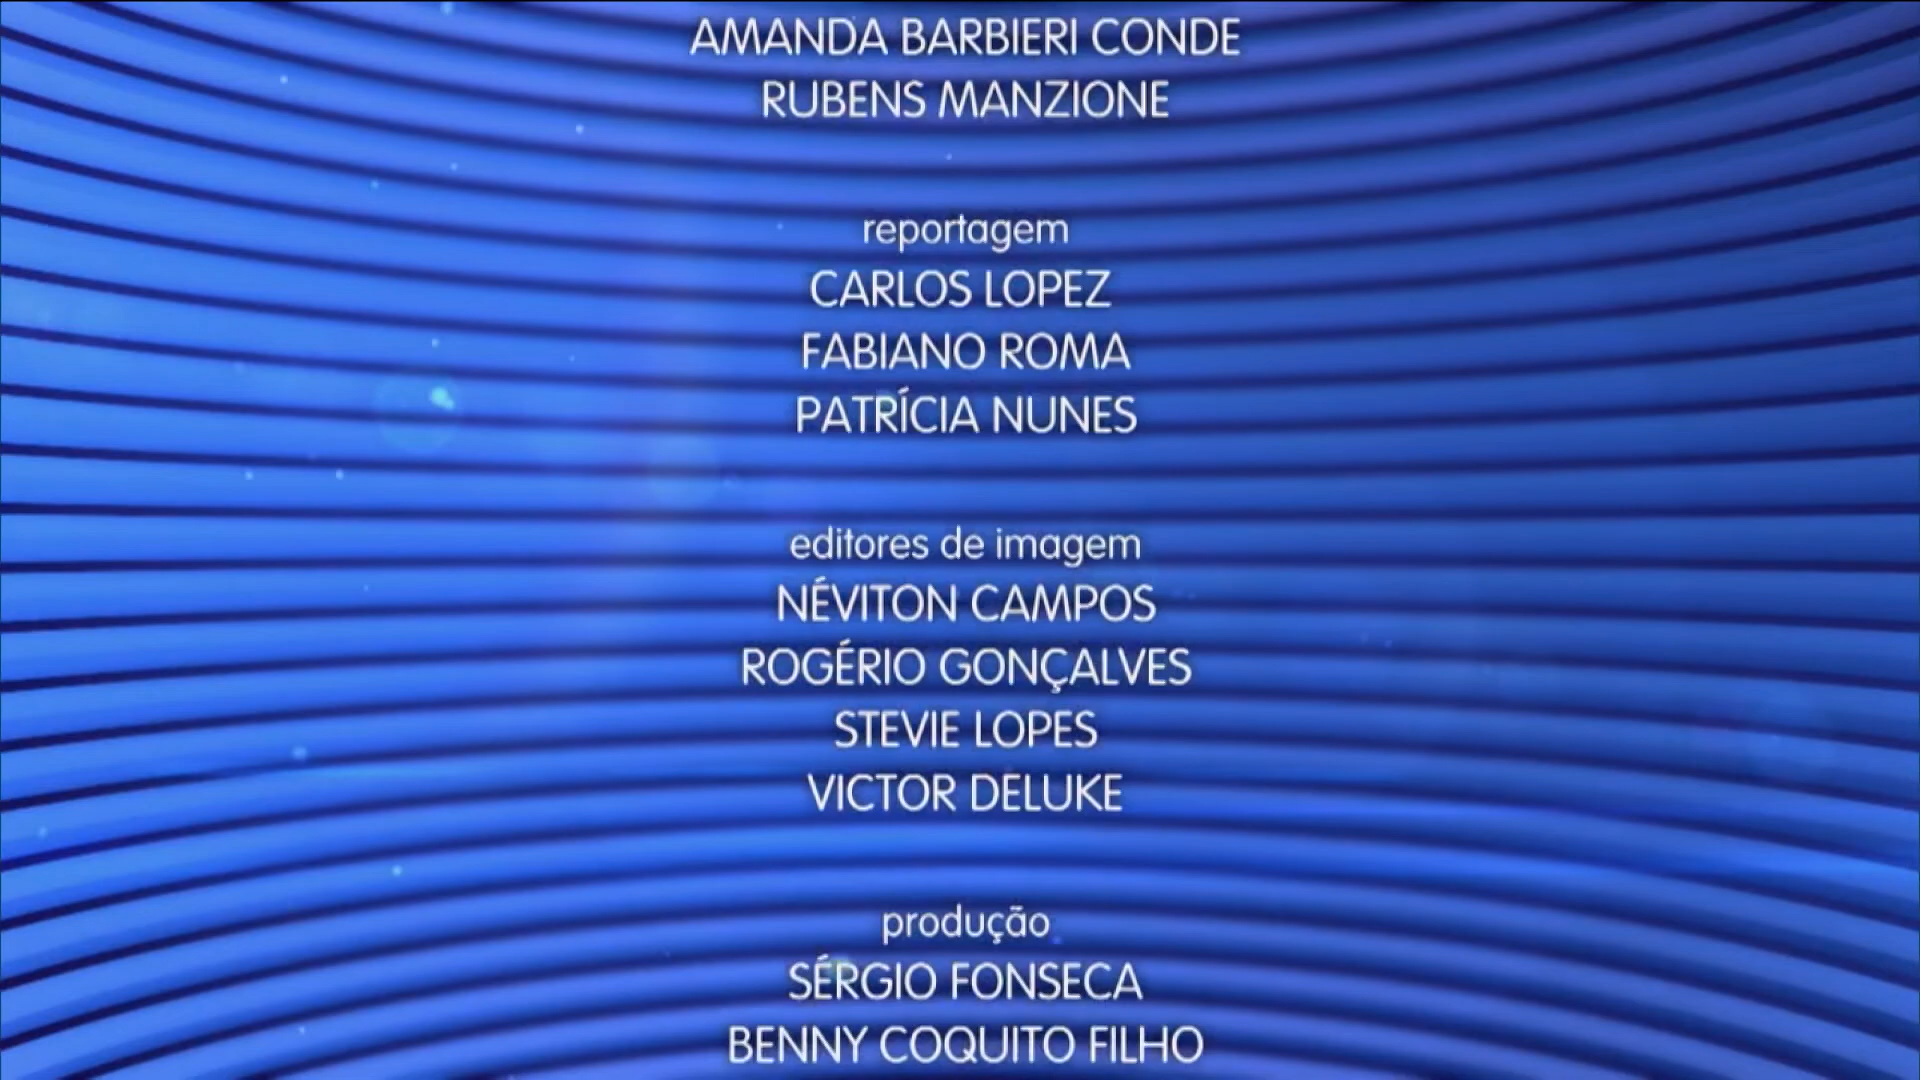 AMANDA BARBIERI CONDE
RUBENS MANZIONE
reportagem
CARLOS LOPEZ
FABIANO ROMA
PATRÍCIA NUNES
editores de imagem
NÉVITON CAMPOS
ROGÉRIO GONÇALVES
STEVIE LOPES
VICTOR DELUKE
produção
SÉRGIO FONSECA
BENNY COQUITO FILHO